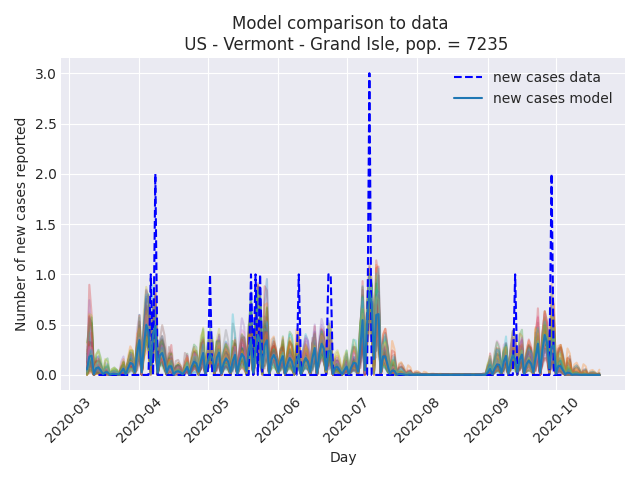 Model comparison to data
US - Vermont - Grand Isle, pop. = 7235
new cases data
new cases model
Number of new cases reported
3.0
2.5
2.0
1.5
1.0
0.5
0.0
2020-03
2020-04
2020-05
2020-06
2020-07
2020-08
2020-09
2020-10
Day